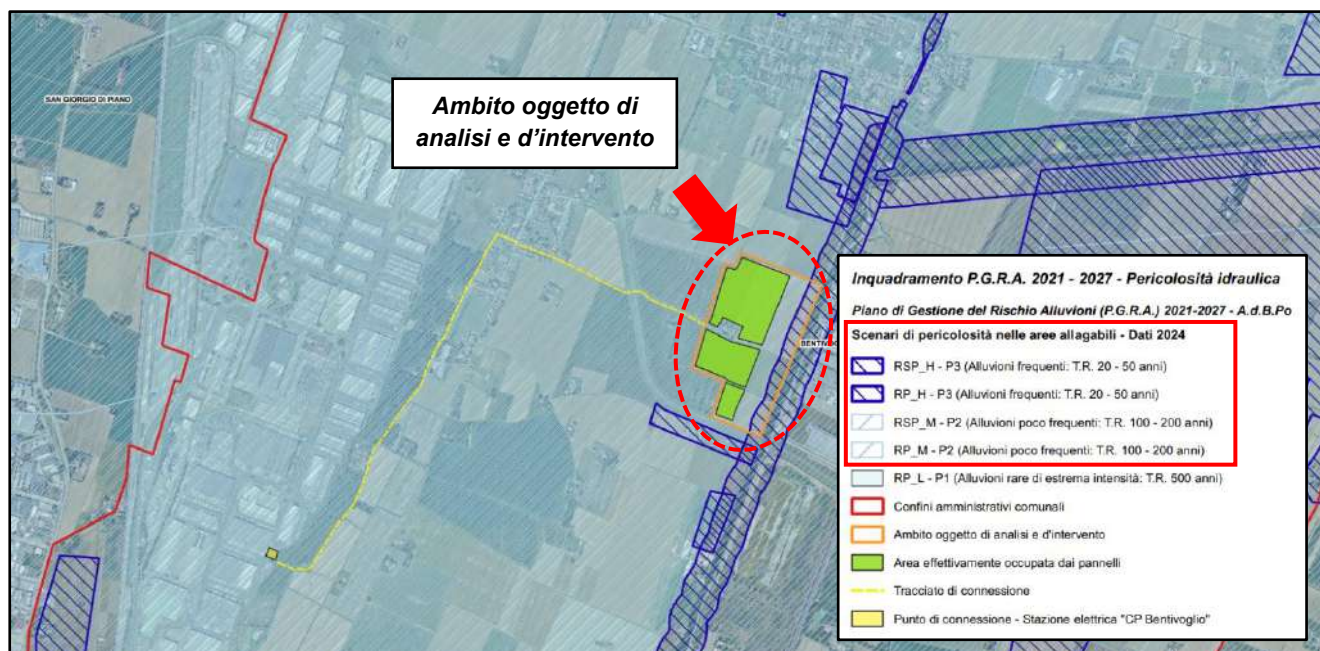 SAN GIORGIO DI PIANO
Ambito oggetto di
analisi e d'intervento
Inquadramento P.G.R.A. 2021 - 2027 - Pericolosità idraulica
Piano di Gestione del Rischio Alluvioni (P.G.R.A.) 2021-2027 - A.d.B.Po
Scenari di pericolosità nelle aree allagabili - Dati 2024
RSP_H - P3 (Alluvioni frequenti: T.R. 20 - 50 anni)
RP_H - P3 (Alluvioni frequenti: T.R. 20 - 50 anni)
RSP_M - P2 (Alluvioni poco frequenti: T.R. 100 - 200 anni)
RP_M - P2 (Alluvioni poco frequenti: T.R. 100 - 200 anni)
RP_L - P1 (Alluvioni rare di estrema intensità: T.R. 500 anni)
Confini amministrativi comunali
Ambito oggetto di analisi e d'intervento
Area effettivamente occupata dai pannelli
Tracciato di connessione
Punto di connessione - Stazione elettrica "CP Bentivoglio"